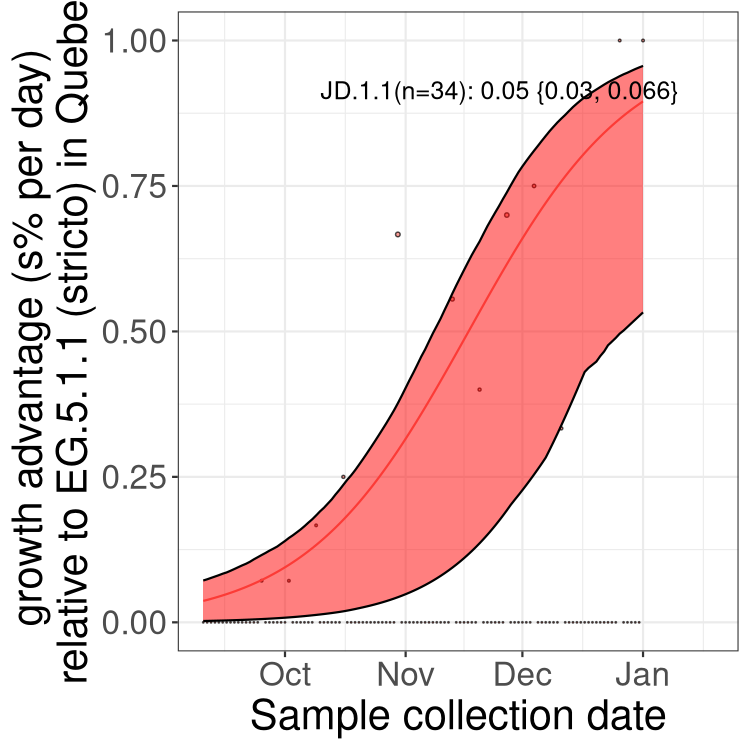 growth advantage (s% per day)
relative to EG.5.1.1 (stricto) in Quebe
1.00
0.75
0.50
0.25
0.00
JD.1.1(n=34): 0.05 {0.03, 0.066}
Oct Nov Dec Jan
Sample collection date